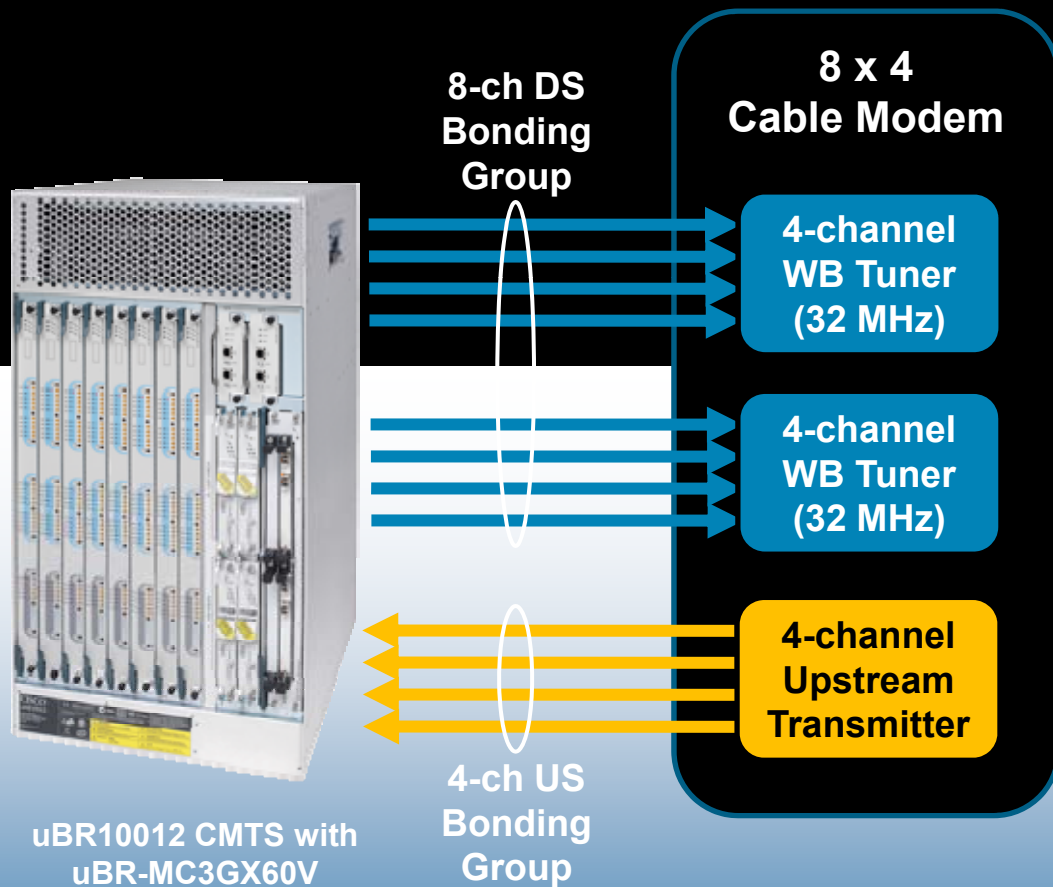 8-ch DS
Bonding
Group
8 x 4
Cable Modem
4-channel
WB Tuner
(32 MHz)
4-channel
WB Tuner
(32 MHz)
4-channel
Upstream
Transmitter
4-ch US
Bonding
Group
uBR10012 CMTS with
uBR-MC3GX60V